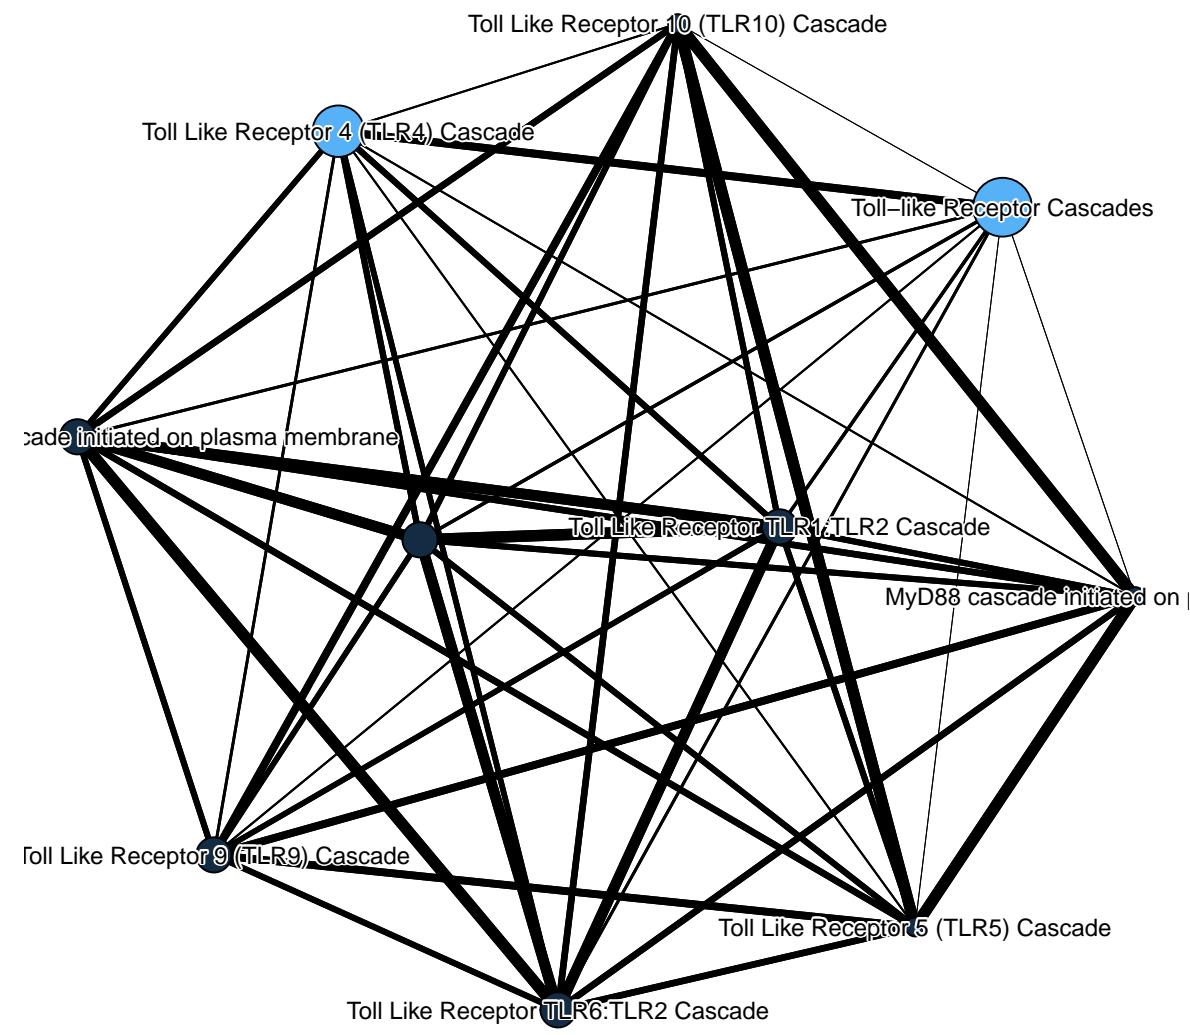 Toll Like Receptor 10 (TLR10) Cascade
Toll Like Receptor 4 (TLR4) Cascade
Toll−like Receptor Cascades
cade initiated on plasma membrane
Toll Like Receptor TLR1:TLR2 Cascade
MyD88 cascade initiated on
Toll Like Receptor 9 (TLR9) Cascade
Toll Like Receptor 5 (TLR5) Cascade
Toll Like Receptor TLR6:TLR2 Cascade